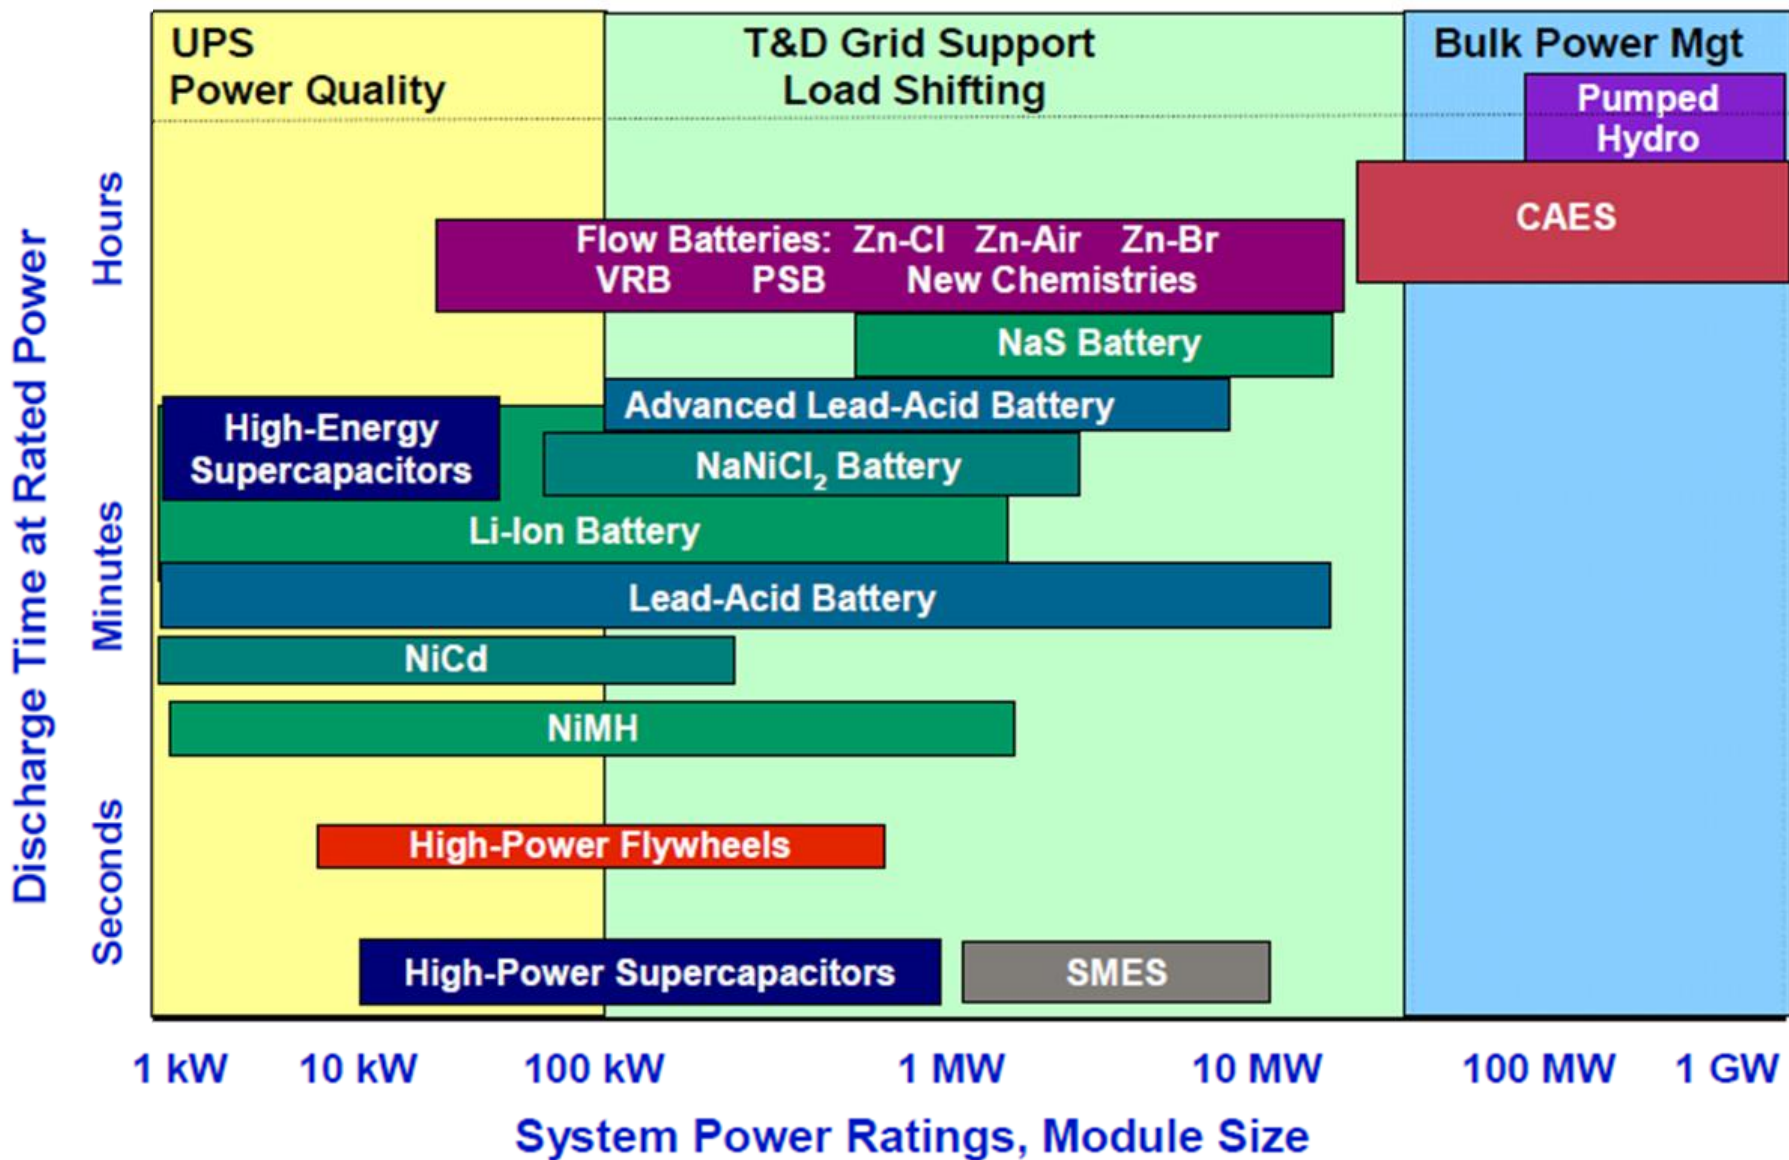 UPS
Power Quality
T&D Grid Support
Load Shifting
Bulk Power Mgt
Pumped
Hydro
CAES
Flow Batteries: Zn-Cl Zn-Air Zn-Br
VRB PSB New Chemistries
NaS Battery
Advanced Lead-Acid Battery
High-Energy
Supercapacitors
NaNiCl₂ Battery
Li-Ion Battery
Lead-Acid Battery
NiCd
NiMH
High-Power Flywheels
High-Power Supercapacitors
SMES
Discharge Time at Rated Power
Hours
Minutes
Seconds
1 kW 10 kW 100 kW 1 MW 10 MW 100 MW 1 GW
System Power Ratings, Module Size